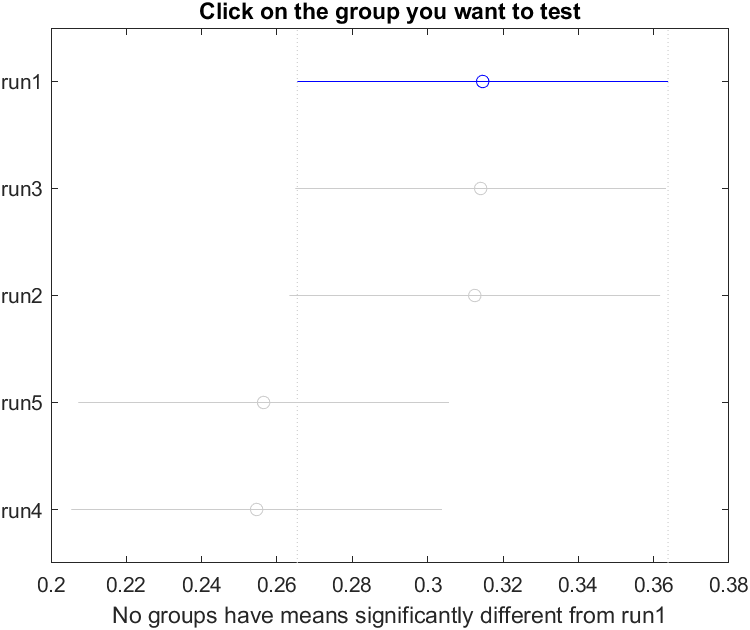 Click on the group you want to test
run1
run3
run2
run5
run4
0.2 0.22 0.24 0.26 0.28 0.3 0.32 0.34 0.36 0.38
No groups have means significantly different from run1